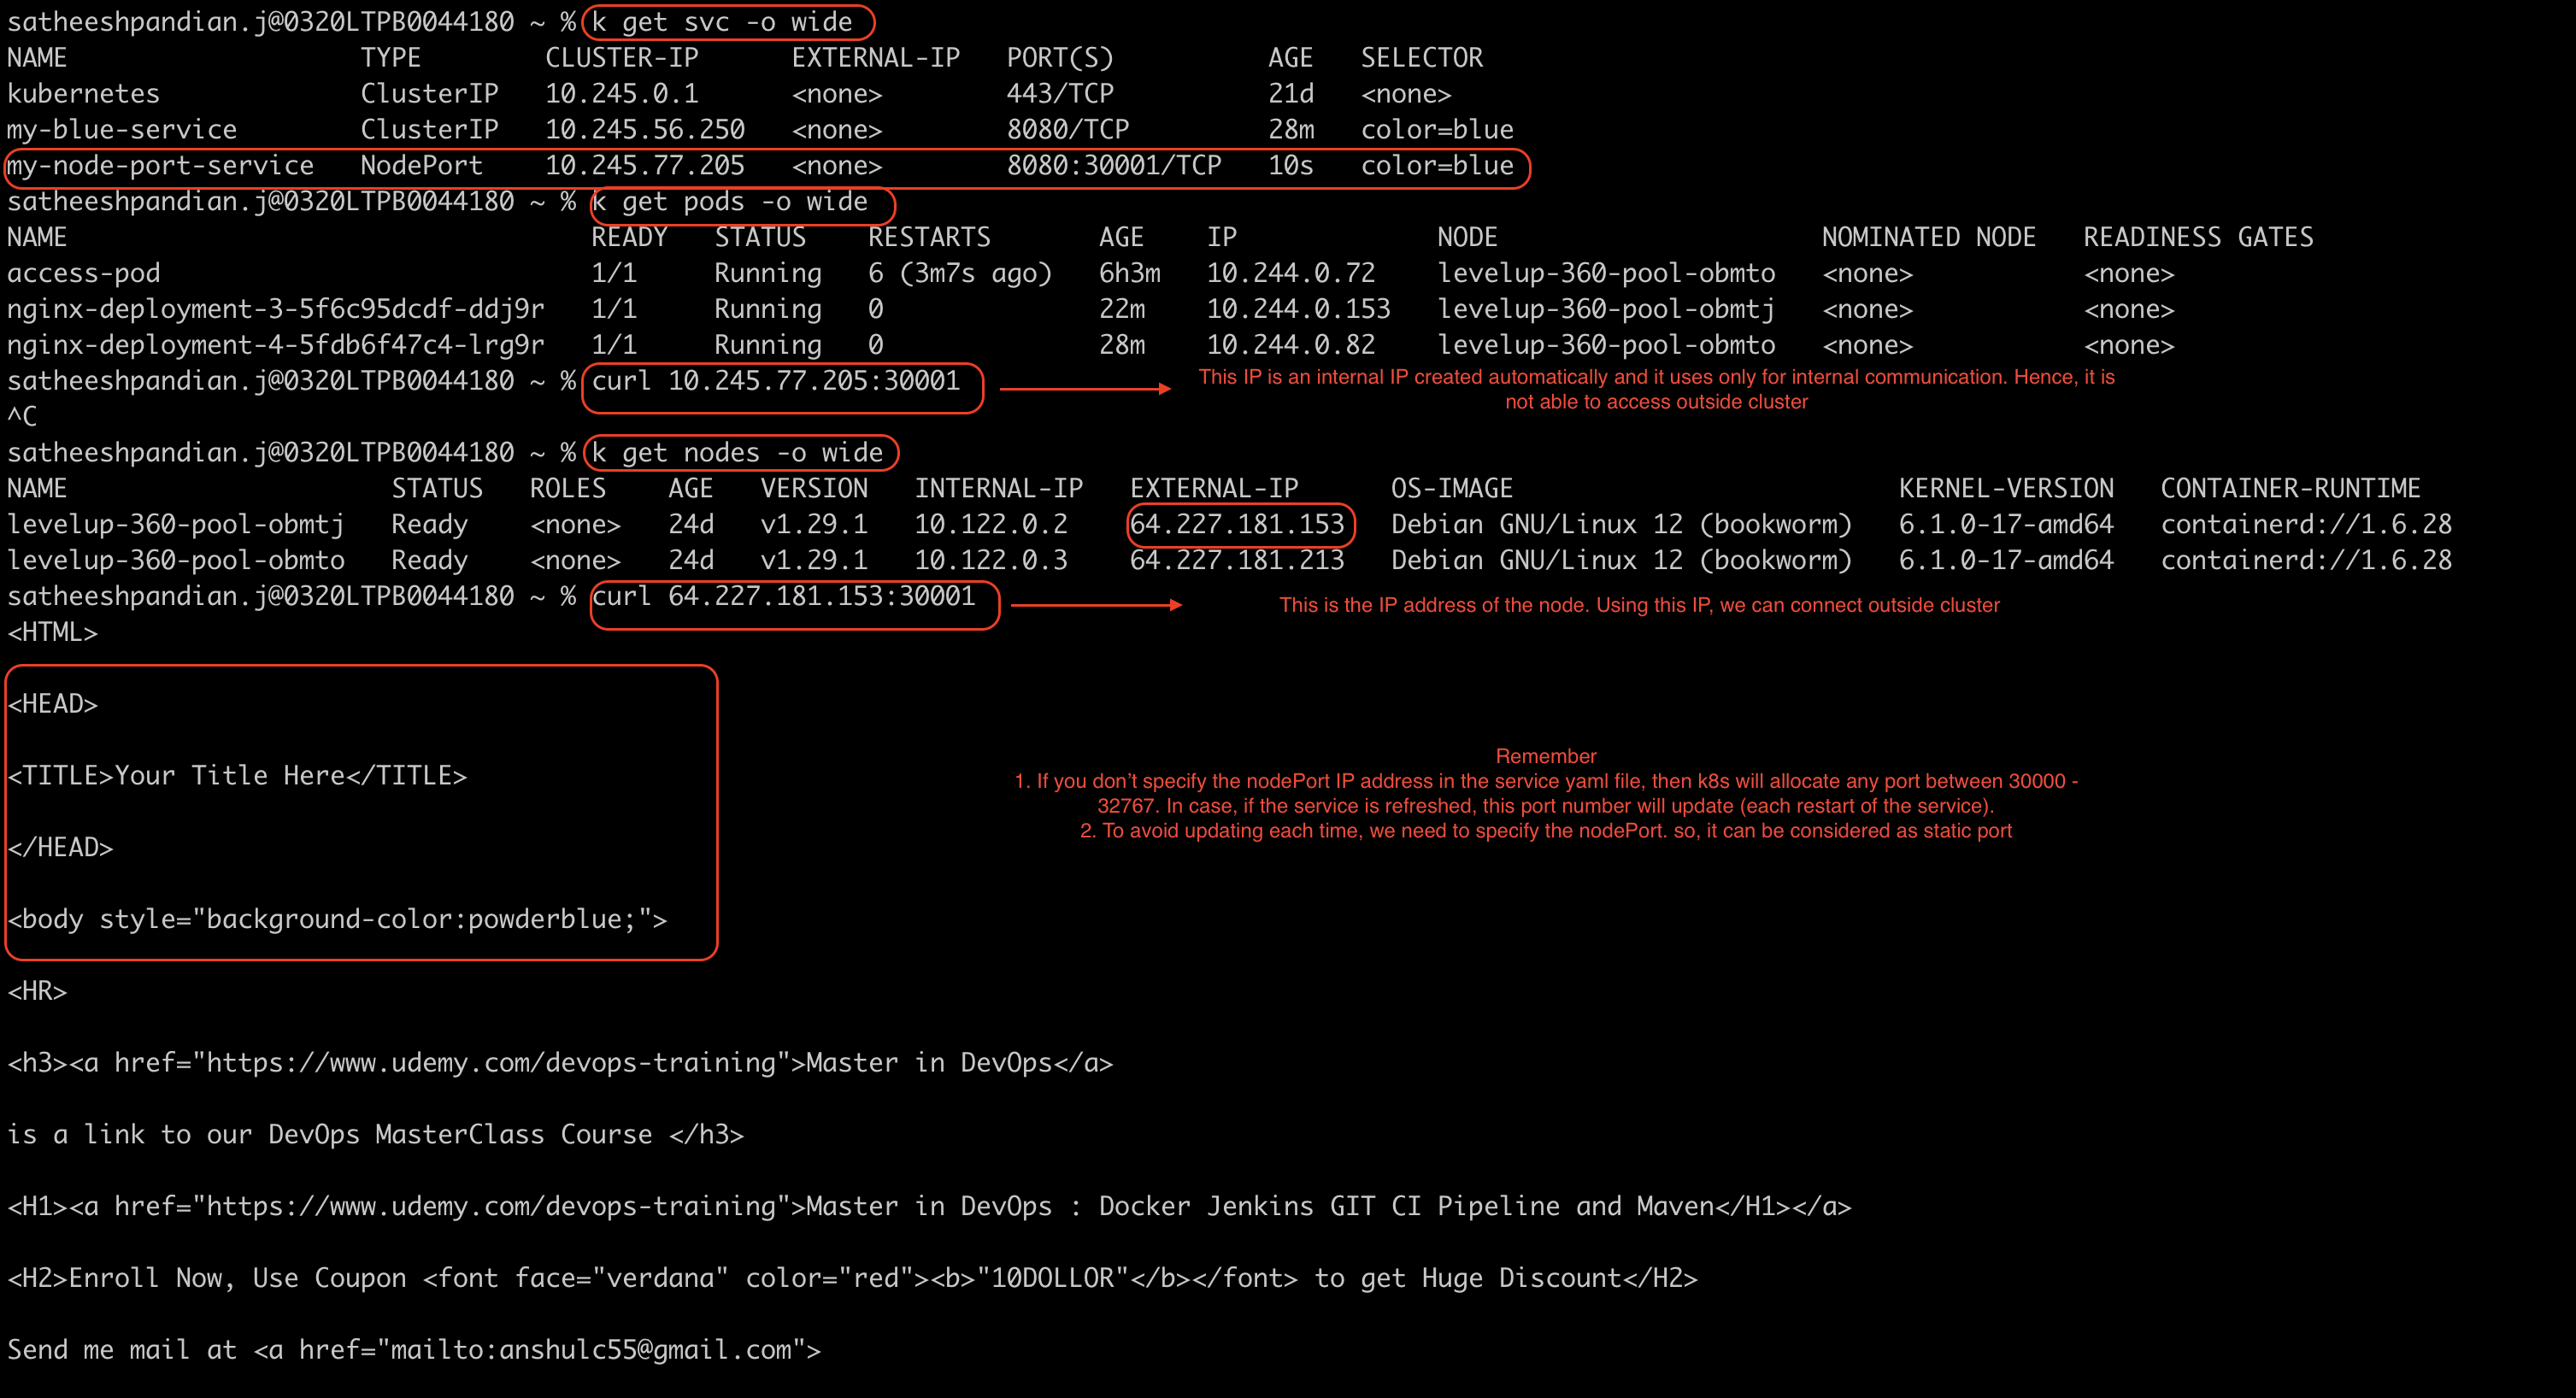 satheeshpandian.j@0320LTPB0044180 ~ % k get svc -o wide
NAME TYPE CLUSTER-IP EXTERNAL-IP PORT(S) AGE SELECTOR
kubernetes ClusterIP 10.245.0.1 <none> 443/TCP 21d <none>
my-blue-service ClusterIP 10.245.56.250 <none> 8080/TCP 28m color=blue
my-node-port-service NodePort 10.245.77.205 <none> 8080:30001/TCP 10s color=blue
satheeshpandian.j@0320LTPB0044180 ~ % k get pods -o wide
NAME READY STATUS RESTARTS AGE IP NODE NOMINATED NODE READINESS GATES
access-pod 1/1 Running 6 (3m7s ago) 6h3m 10.244.0.72 levelup-360-pool-obmto <none> <none>
nginx-deployment-3-5f6c95dcdf-ddj9r 1/1 Running 0 22m 10.244.0.153 levelup-360-pool-obmtj <none> <none>
nginx-deployment-4-5fdb6f47c4-lrg9r 1/1 Running 0 28m 10.244.0.82 levelup-360-pool-obmto <none> <none>
satheeshpandian.j@0320LTPB0044180 ~ % curl 10.245.77.205:30001
This IP is an internal IP created automatically and it uses only for internal communication. Hence, it is
not able to access outside cluster
^C
satheeshpandian.j@0320LTPB0044180 ~ % k get nodes -o wide
NAME STATUS ROLES AGE VERSION INTERNAL-IP EXTERNAL-IP OS-IMAGE KERNEL-VERSION CONTAINER-RUNTIME
levelup-360-pool-obmtj Ready <none> 24d v1.29.1 10.122.0.2 64.227.181.153 Debian GNU/Linux 12 (bookworm) 6.1.0-17-amd64 containerd://1.6.28
levelup-360-pool-obmto Ready <none> 24d v1.29.1 10.122.0.3 64.227.181.213 Debian GNU/Linux 12 (bookworm) 6.1.0-17-amd64 containerd://1.6.28
satheeshpandian.j@0320LTPB0044180 ~ % curl 64.227.181.153:30001
This is the IP address of the node. Using this IP, we can connect outside cluster
<HTML>
<HEAD>
<TITLE>Your Title Here</TITLE>
</HEAD>
<body style="background-color:powderblue;">
Remember
1. If you don't specify the nodePort IP address in the service yaml file, then k8s will allocate any port between 30000 -
32767. In case, if the service is refreshed, this port number will update (each restart of the service).
2. To avoid updating each time, we need to specify the nodePort. so, it can be considered as static port
<HR>
<h3><a href="https://www.udemy.com/devops-training">Master in DevOps</a>
is a link to our DevOps MasterClass Course </h3>
<H1><a href="https://www.udemy.com/devops-training">Master in DevOps : Docker Jenkins GIT CI Pipeline and Maven</H1></a>
<H2>Enroll Now, Use Coupon <font face="verdana" color="red"><b>"10DOLLOR"</b></font> to get Huge Discount</H2>
Send me mail at <a href="mailto:anshulc55@gmail.com">